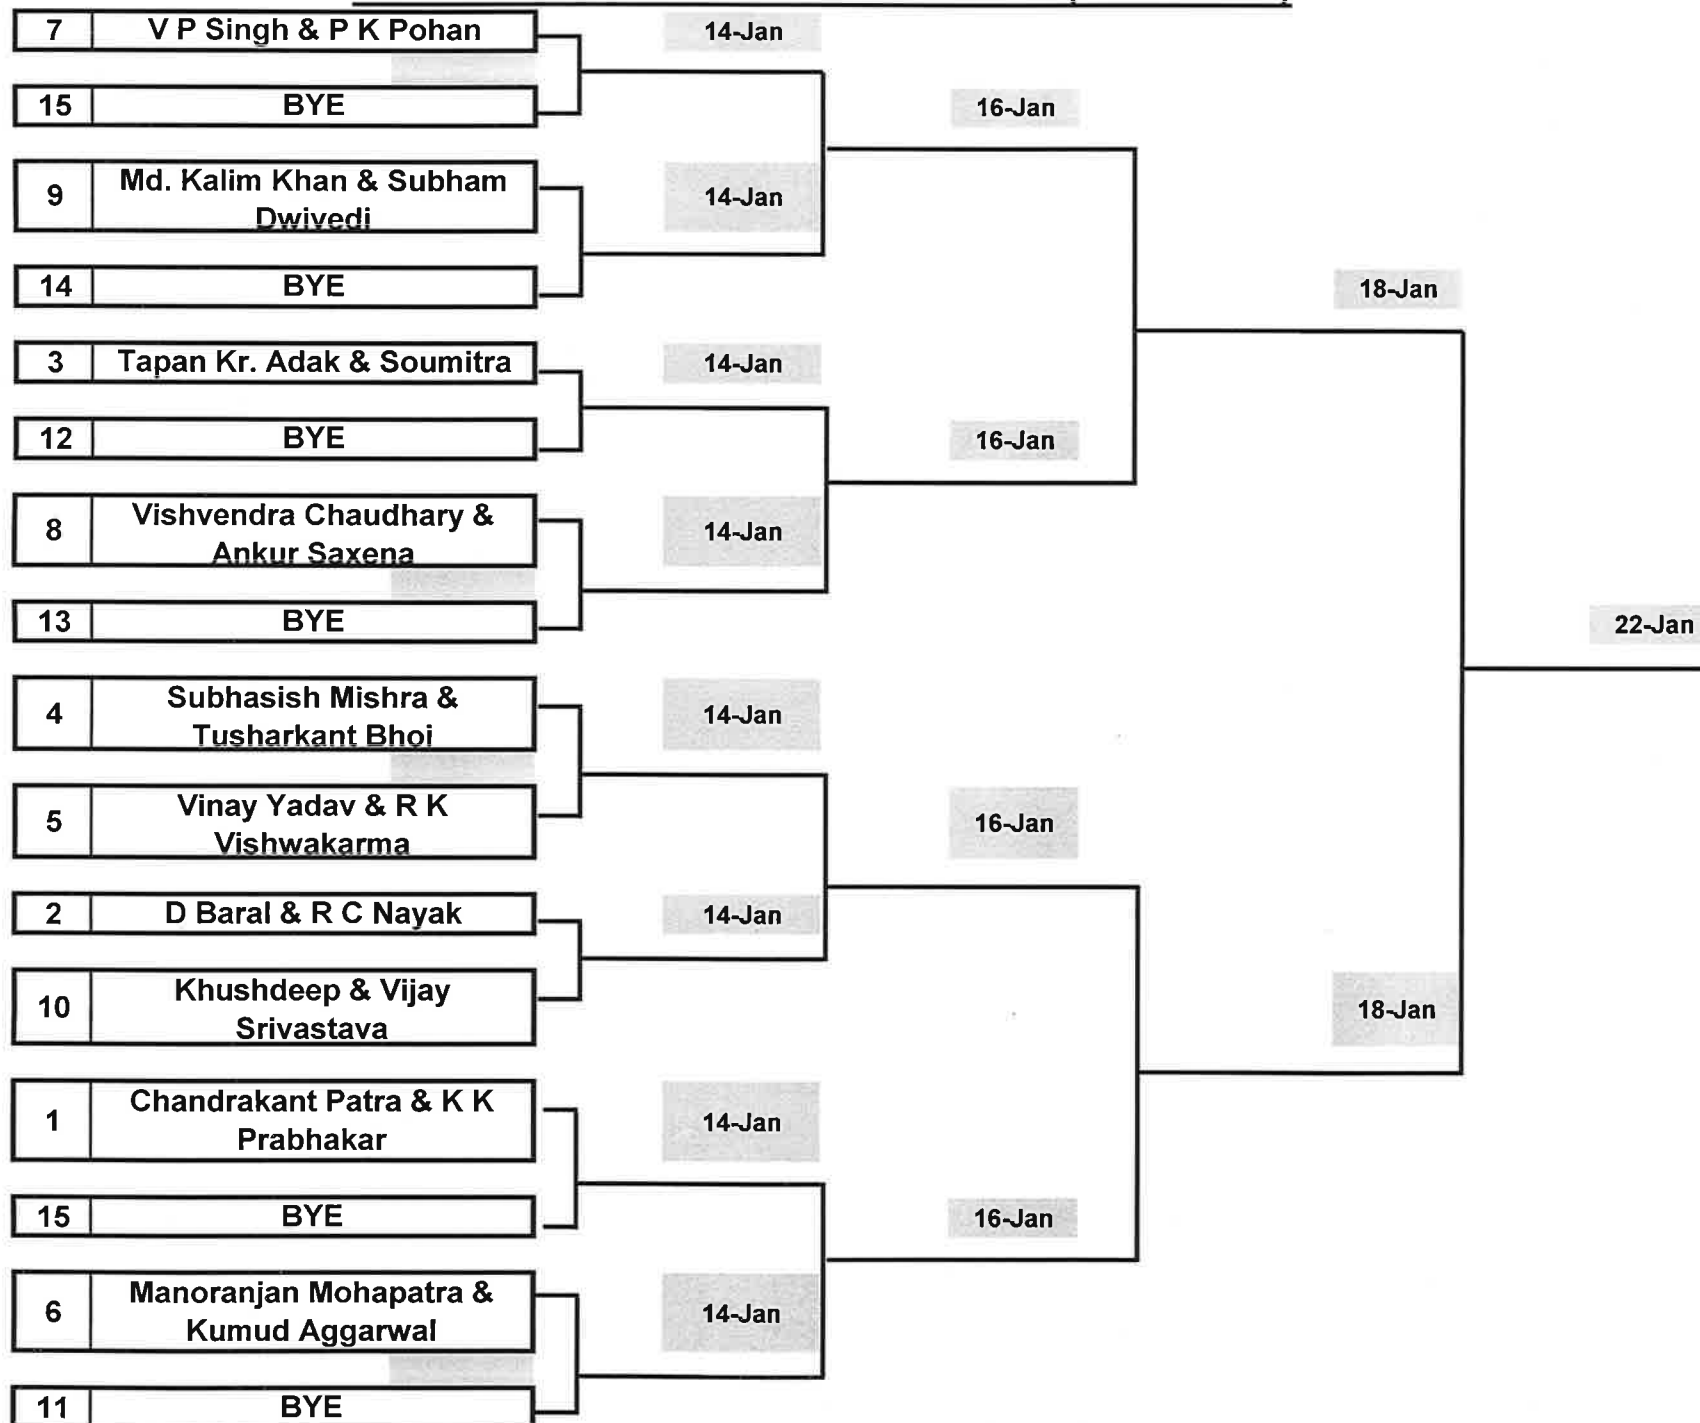 7 V P Singh & P K Pohan 14-Jan
15 BYE 16-Jan
9 Md. Kalim Khan & Subham
Dwivedi 14-Jan
14 BYE 18-Jan
3 Tapan Kr. Adak & Soumitra 14-Jan
12 BYE 16-Jan
8 Vishvendra Chaudhary &
Ankur Saxena 14-Jan
13 BYE 22-Jan
4 Subhasish Mishra &
Tusharkant Bhoi 14-Jan
5 Vinay Yadav & R K
Vishwakarma 16-Jan
2 D Baral & R C Nayak 14-Jan
10 Khushdeep & Vijay
Srivastava 18-Jan
1 Chandrakant Patra & K K
Prabhakar 14-Jan
15 BYE 16-Jan
6 Manoranjan Mohapatra &
Kumud Aggarwal 14-Jan
11 BYE